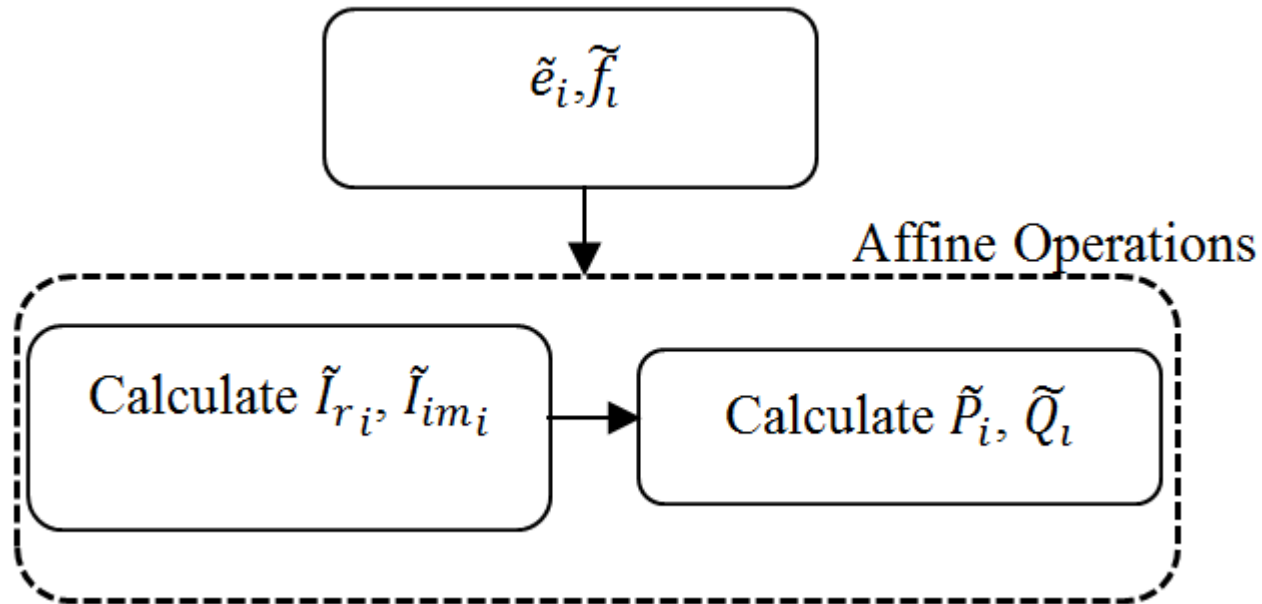 ẽᵢ,f̃ᵢ
Affine Operations
Calculate Ĩᵣᵢ, Ĩᵢₘᵢ
Calculate P̃ᵢ, Q̃ᵢ